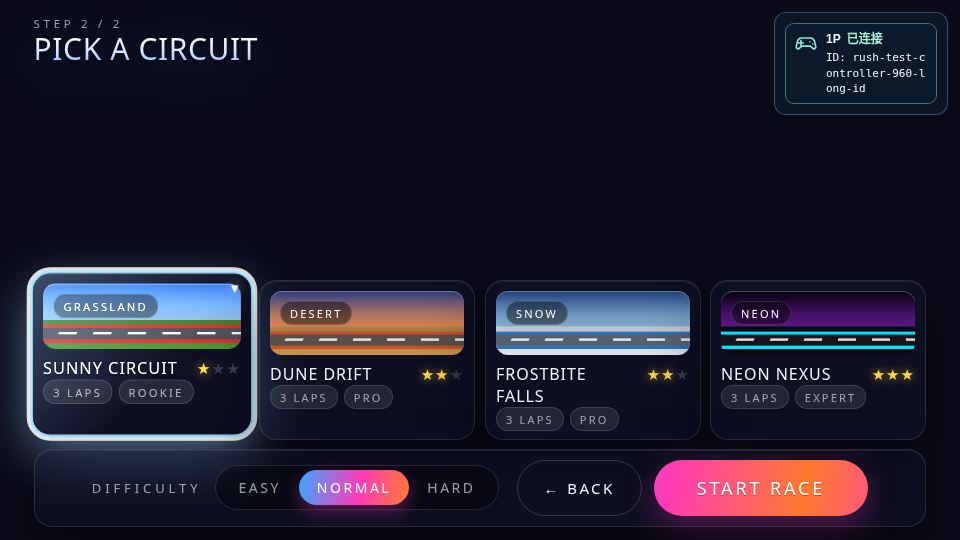 STEP 2 / 2
PICK A CIRCUIT
1P 已连接
ID: rush-test-c
ontroller-960-l
ong-id
GRASSLAND
SUNNY CIRCUIT ★★★
3 LAPS ROOKIE
DESERT
DUNE DRIFT ★★★
3 LAPS PRO
SNOW
FROSTBITE
FALLS ★★★
3 LAPS PRO
NEON
NEON NEXUS ★★★
3 LAPS EXPERT
DIFFICULTY EASY NORMAL HARD ← BACK START RACE